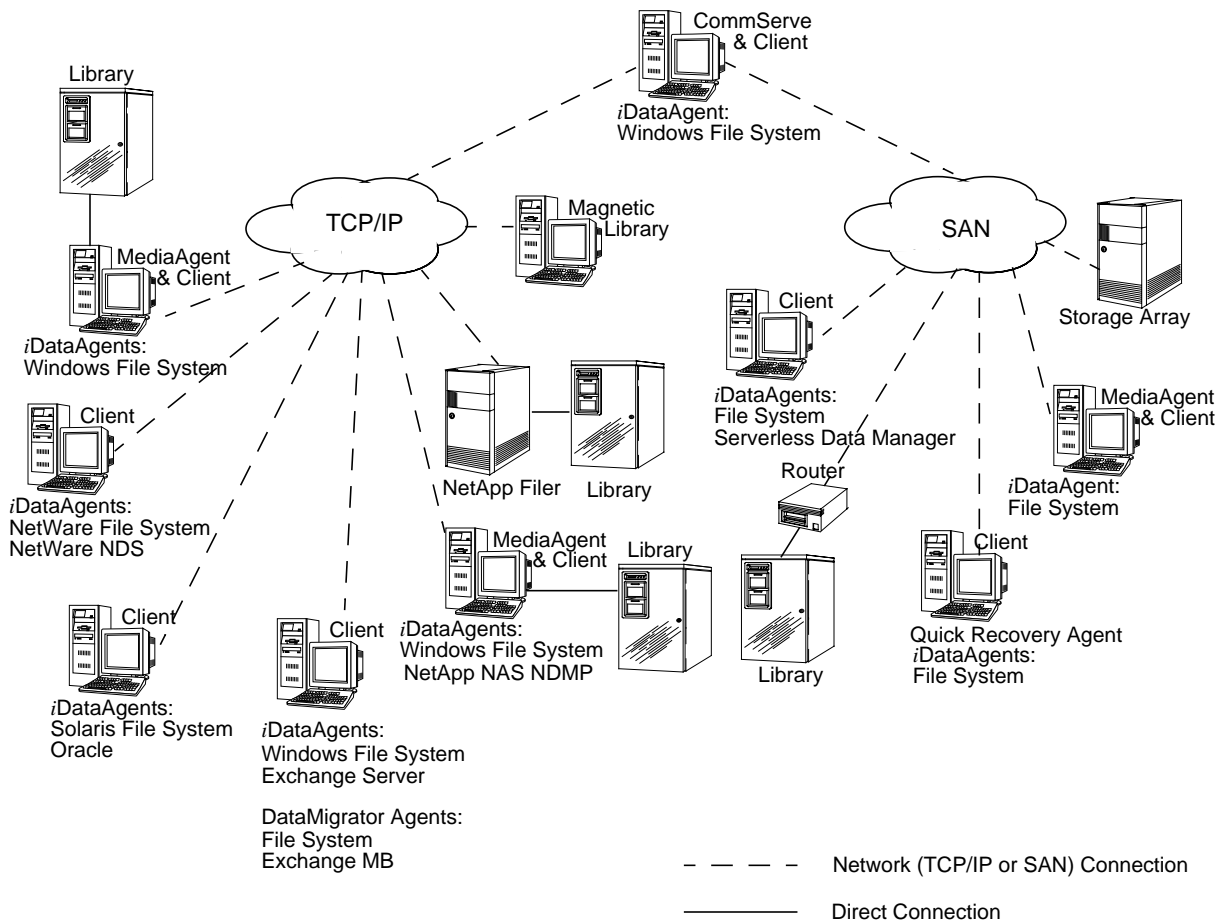 CommServe
& Client
iDataAgent:
Windows File System
Library
TCP/IP
Magnetic
Library
SAN
MediaAgent
& Client
iDataAgents:
Windows File System
Storage Array
Client
iDataAgents:
File System
Serverless Data Manager
MediaAgent
& Client
iDataAgent:
File System
Client
iDataAgents:
NetWare File System
NetWare NDS
NetApp Filer
Library
Router
MediaAgent
& Client
Library
iDataAgents:
Windows File System
NetApp NAS NDMP
Library
Client
Quick Recovery Agent
iDataAgents:
File System
Client
iDataAgents:
Solaris File System
Oracle
Client
iDataAgents:
Windows File System
Exchange Server
DataMigrator Agents:
File System
Exchange MB
Network (TCP/IP or SAN) Connection
Direct Connection